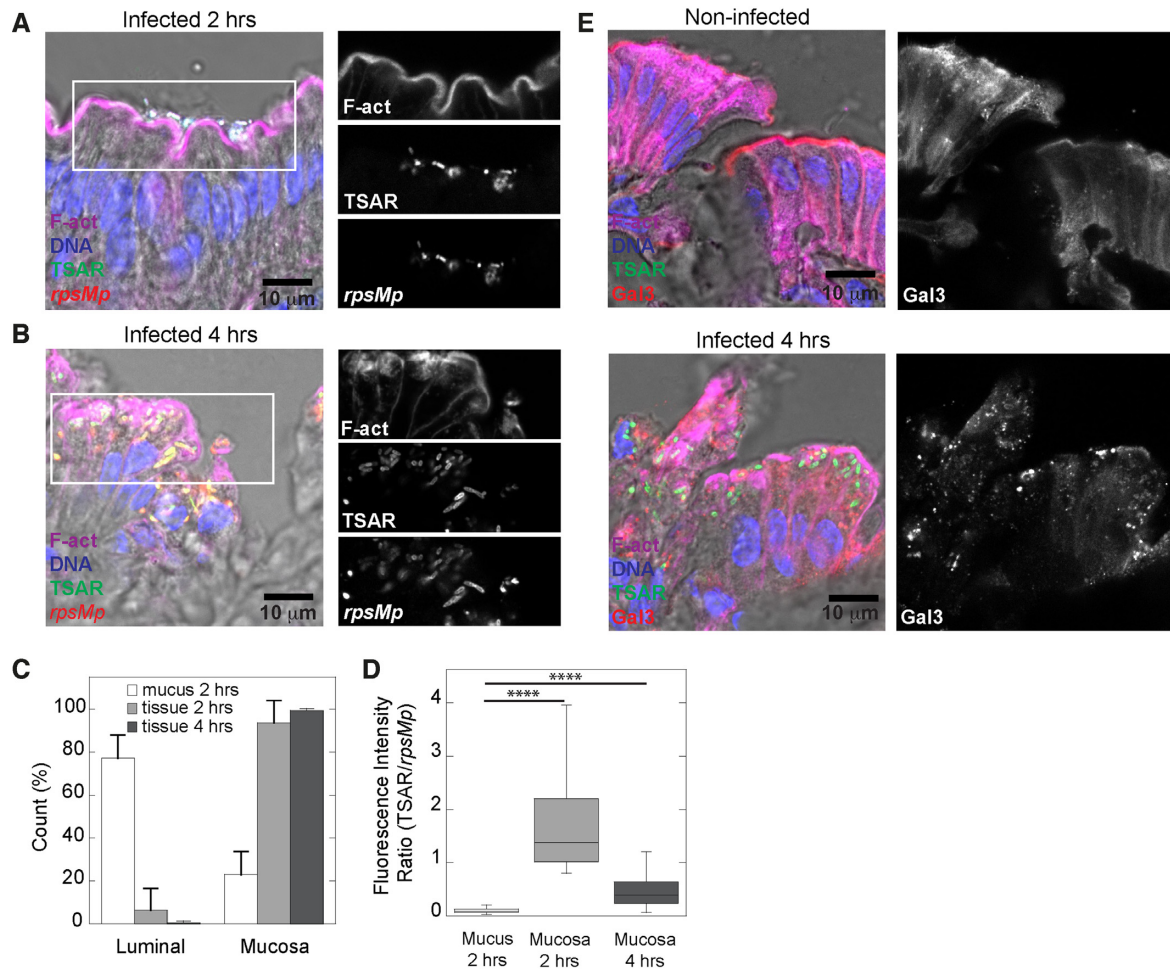 A
Infected 2 hrs
F-act
DNA
TSAR
rpsMp
10 μm
F-act
TSAR
rpsMp
B
Infected 4 hrs
F-act
DNA
TSAR
rpsMp
10 μm
F-act
TSAR
rpsMp
E
Non-infected
F-act
DNA
TSAR
Gal3
10 μm
Gal3
Infected 4 hrs
F-act
DNA
TSAR
Gal3
10 μm
Gal3
C
mucus 2 hrs
tissue 2 hrs
tissue 4 hrs
Count (%)
100
80
60
40
20
0
Luminal Mucosa
D
Fluorescence Intensity
Ratio (TSAR/rpsMp)
4
3
2
1
0
****
****
Mucus Mucosa Mucosa
2 hrs 2 hrs 4 hrs